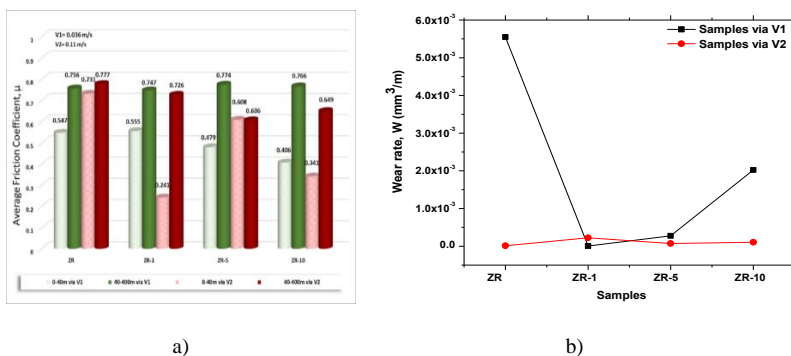 V1= 0.036 m/s
V2= 0.11 m/s
Average Friction Coefficient, μ
1
0.9
0.8
0.7
0.6
0.5
0.4
0.3
0.2
0.1
0
0.547
0.756
0.731
0.777
0.555
0.747
0.241
0.726
0.479
0.774
0.608
0.606
0.406
0.766
0.341
0.649
ZR ZR-1 ZR-5 ZR-10
0-40m via V1 40-400m via V1 0-40m via V2 40-400m via V2
a)
Samples via V1
Samples via V2
Wear rate, W (mm³/m)
6.0x10⁻³
5.0x10⁻³
4.0x10⁻³
3.0x10⁻³
2.0x10⁻³
1.0x10⁻³
0.0
ZR ZR-1 ZR-5 ZR-10
Samples
b)